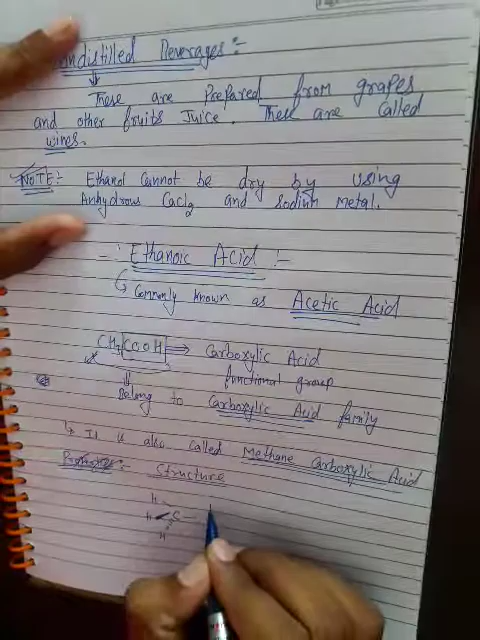 ndistilled Beverages:-
These are prepared from grapes
and other fruits Juice. These are called
wines.
NOTE:- Ethanol Cannot be dry by using
Anhydrous CaCl2 and sodium Metal.
-: Ethanoic Acid :-
Commonly known as Acetic Acid
CH3COOH ⇒ Carboxylic Acid
functional group
Belong to Carboxylic Acid family
It is also called Methane Carboxylic Acid
:- Structure
H
H C -
H